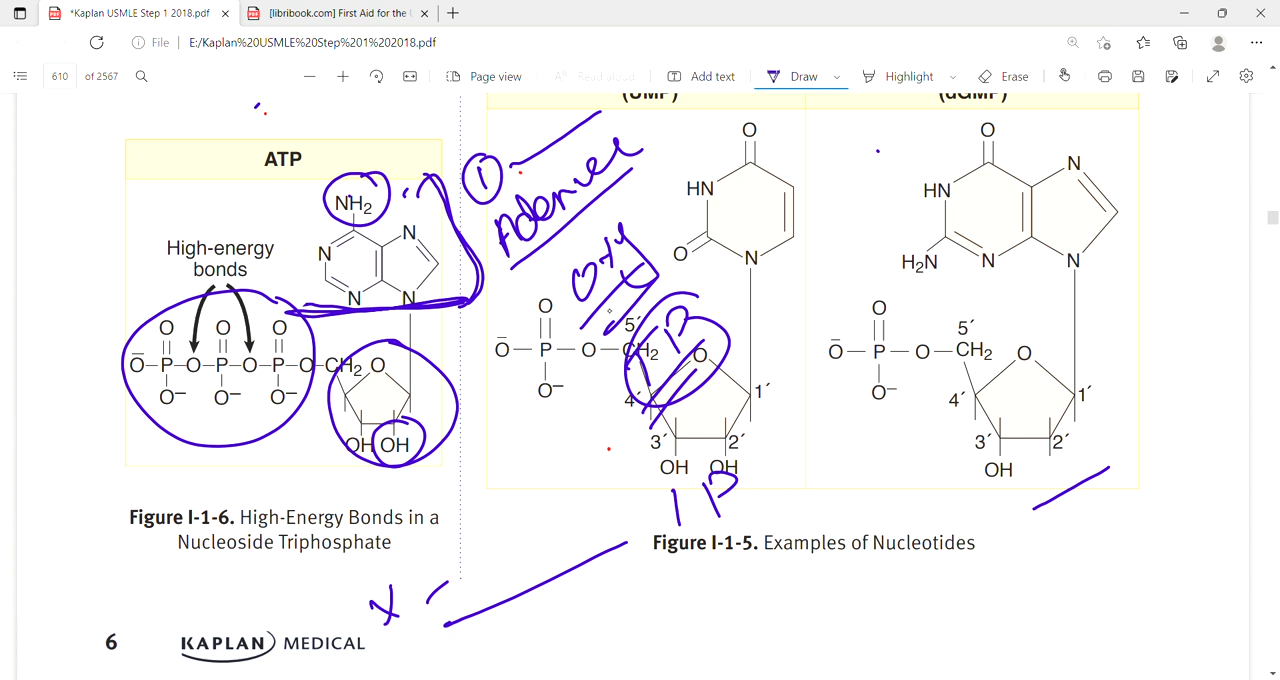 *Kaplan USMLE Step 1 2018.pdf
[libribook.com] First Aid for the
File
E:/Kaplan%20USMLE%20Step%201%202018.pdf
610 of 2567
Page view
Read aloud
Add text
Draw
Highlight
Erase
(UMP)
(dGMP)
ATP
NH2
N
N
N
N
High-energy
bonds
O O O
O− P O P O P O CH2 O
O− O− O−
OH OH
1
Oxy
O
HN
O
N
O
5´
O− P O CH2 O
O−
4´ 1´
3´ 2´
OH OH
O
HN
N
H2N N N
O
5´
O− P O CH2 O
O−
4´ 1´
3´ 2´
OH
Figure I-1-6. High-Energy Bonds in a
Nucleoside Triphosphate
Figure I-1-5. Examples of Nucleotides
6
KAPLAN MEDICAL